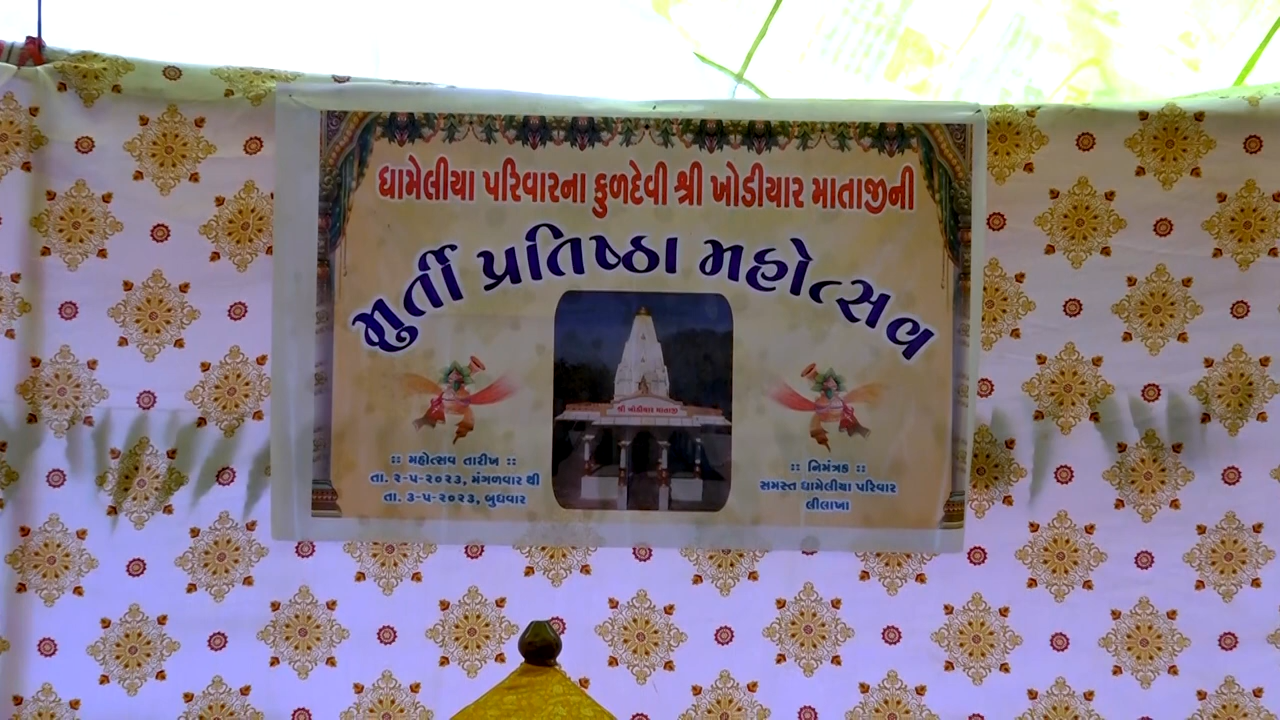 ધામેલીયા પરિવારના કુળદેવી શ્રી ખોડીયાર માતાજીની
મુર્તી પ્રતિષ્ઠા મહોત્સવ
શ્રી ખોડીયાર માતાજી
:: મહોત્સવ તારીખ ::
તા. ૨-૫-૨૦૨૩, મંગળવાર થી
તા. ૩-૫-૨૦૨૩, બુધવાર
:: નિમંત્રક ::
સમસ્ત ધામેલીયા પરિવાર
લીલાખા